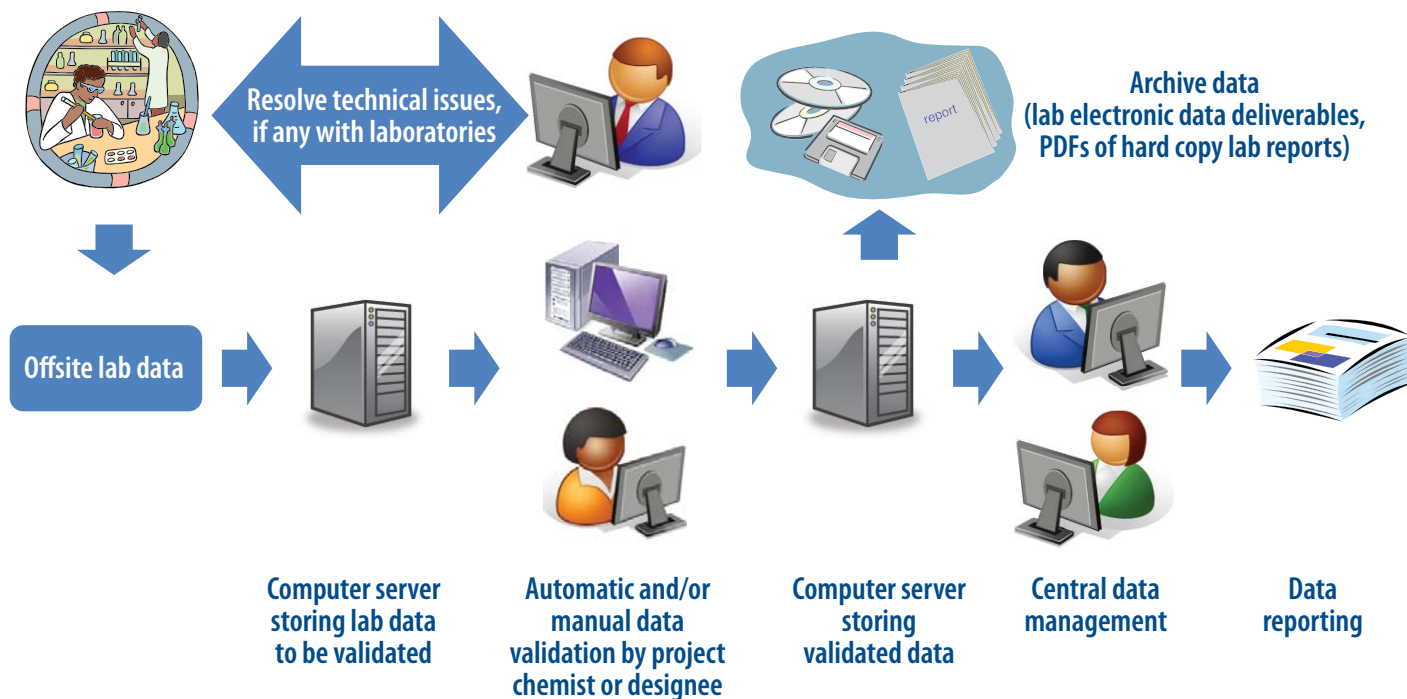 Resolve technical issues,
if any with laboratories
report
Archive data
(lab electronic data deliverables,
PDFs of hard copy lab reports)
Offsite lab data
Computer server
storing lab data
to be validated
Automatic and/or
manual data
validation by project
chemist or designee
Computer server
storing
validated data
Central data
management
Data
reporting